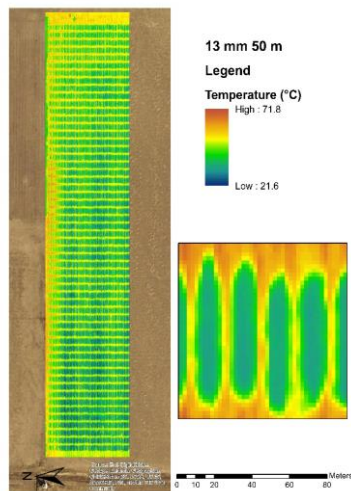 13 mm 50 m
Legend
Temperature (°C)
High : 71.8
Low : 21.6
N
Meters
0 10 20 40 60 80